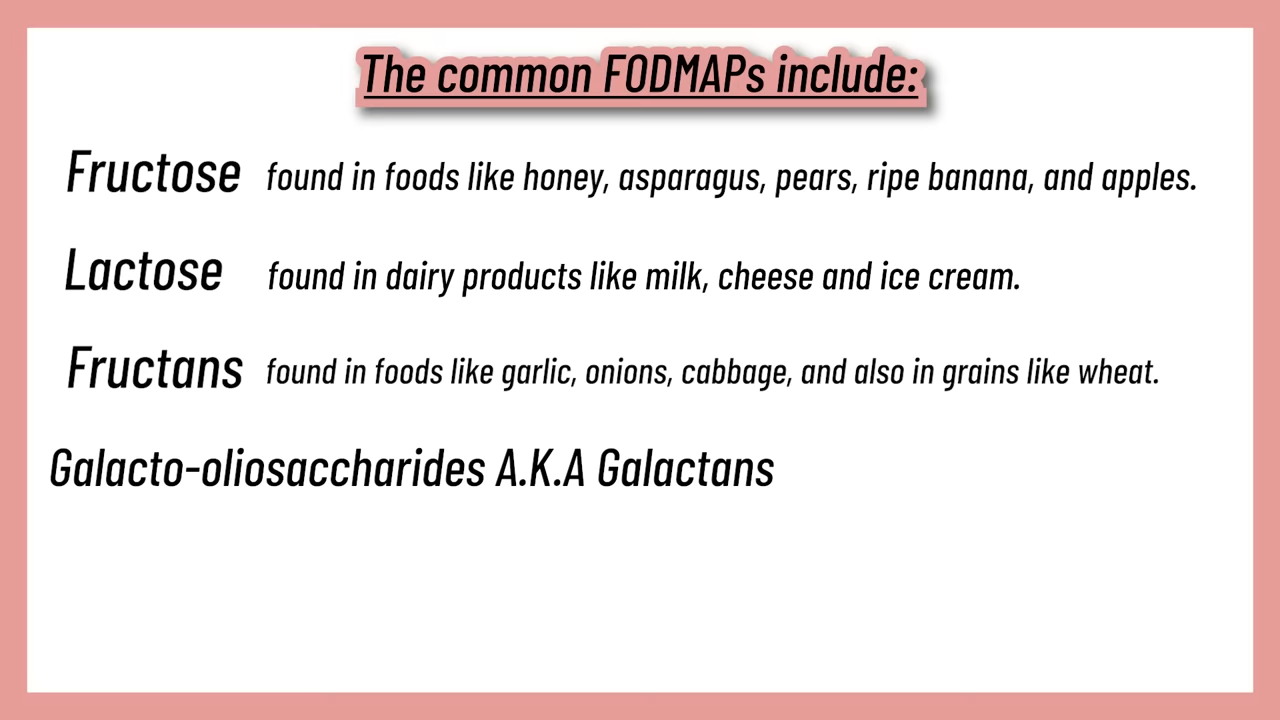 The common FODMAPs include:
Fructose found in foods like honey, asparagus, pears, ripe banana, and apples.
Lactose found in dairy products like milk, cheese and ice cream.
Fructans found in foods like garlic, onions, cabbage, and also in grains like wheat.
Galacto-oliosaccharides A.K.A Galactans